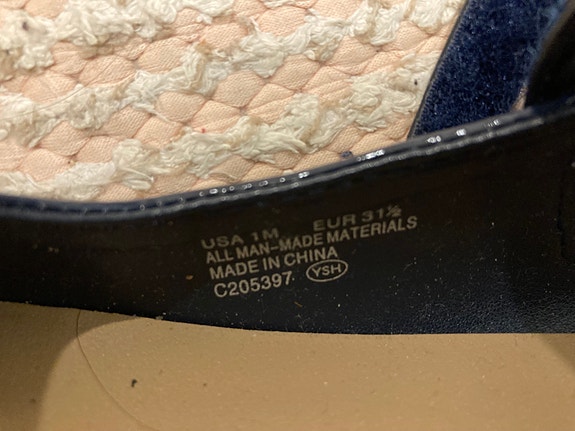 USA 1M EUR 31½
ALL MAN-MADE MATERIALS
MADE IN CHINA
C205397 YSH